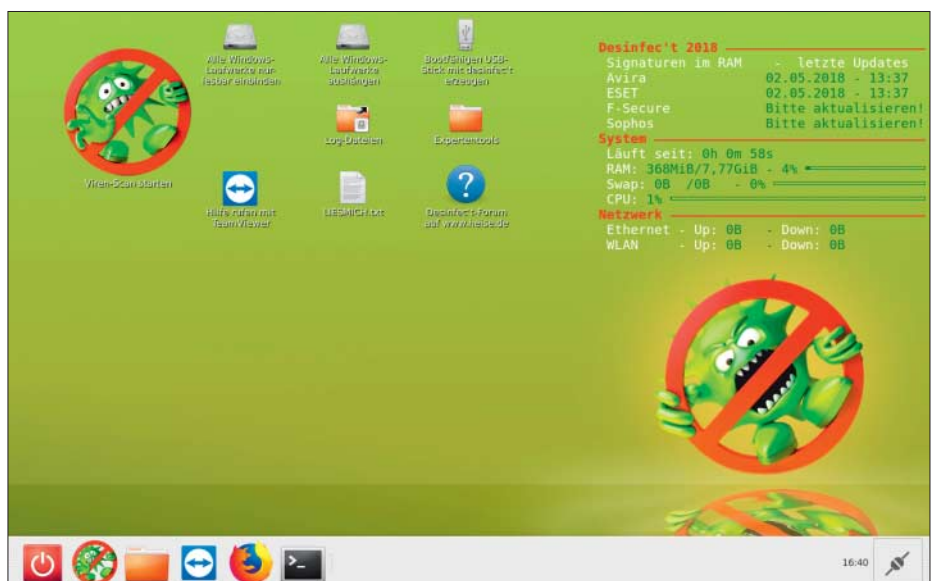 Alle Windows-
Laufwerke nur-
lesbar einbinden
Alle Windows-
Laufwerke
aushängen
Bootfähigen USB-
Stick mit desinfec't
erzeugen
Viren-Scan starten
Log-Dateien
Expertentools
Hilfe rufen mit
TeamViewer
LIESMICH.txt
Desinfec't-Forum
auf www.heise.de
Desinfec't 2018
Signaturen im RAM - letzte Updates
Avira 02.05.2018 - 13:37
ESET 02.05.2018 - 13:37
F-Secure Bitte aktualisieren!
Sophos Bitte aktualisieren!
System
Läuft seit: 0h 0m 58s
RAM: 368MiB/7,77GiB - 4%
Swap: 0B /0B - 0%
CPU: 1%
Netzwerk
Ethernet - Up: 0B - Down: 0B
WLAN - Up: 0B - Down: 0B
16:40